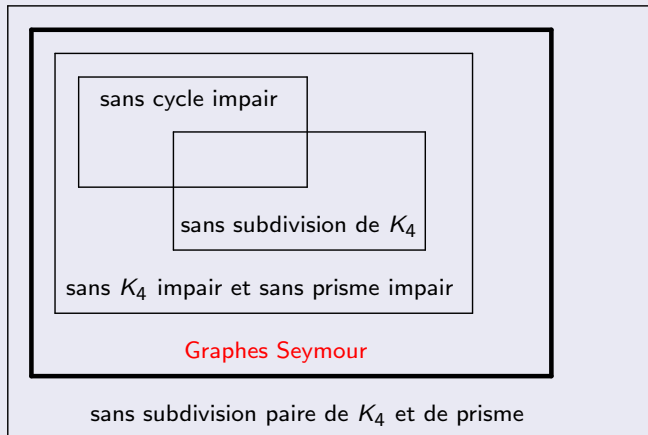 sans cycle impair
sans subdivision de K₄
sans K₄ impair et sans prisme impair
Graphes Seymour
sans subdivision paire de K₄ et de prisme